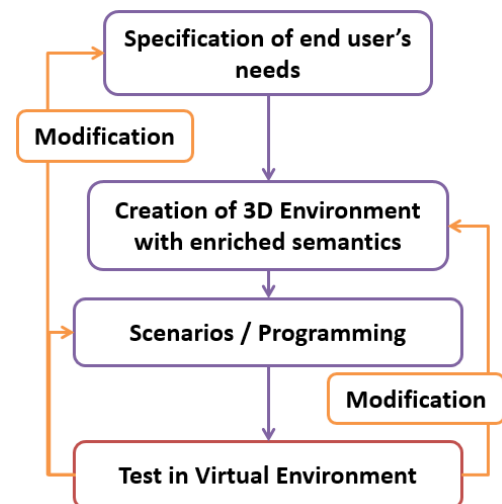 Specification of end user’s
needs
Modification
Creation of 3D Environment
with enriched semantics
Scenarios / Programming
Modification
Test in Virtual Environment